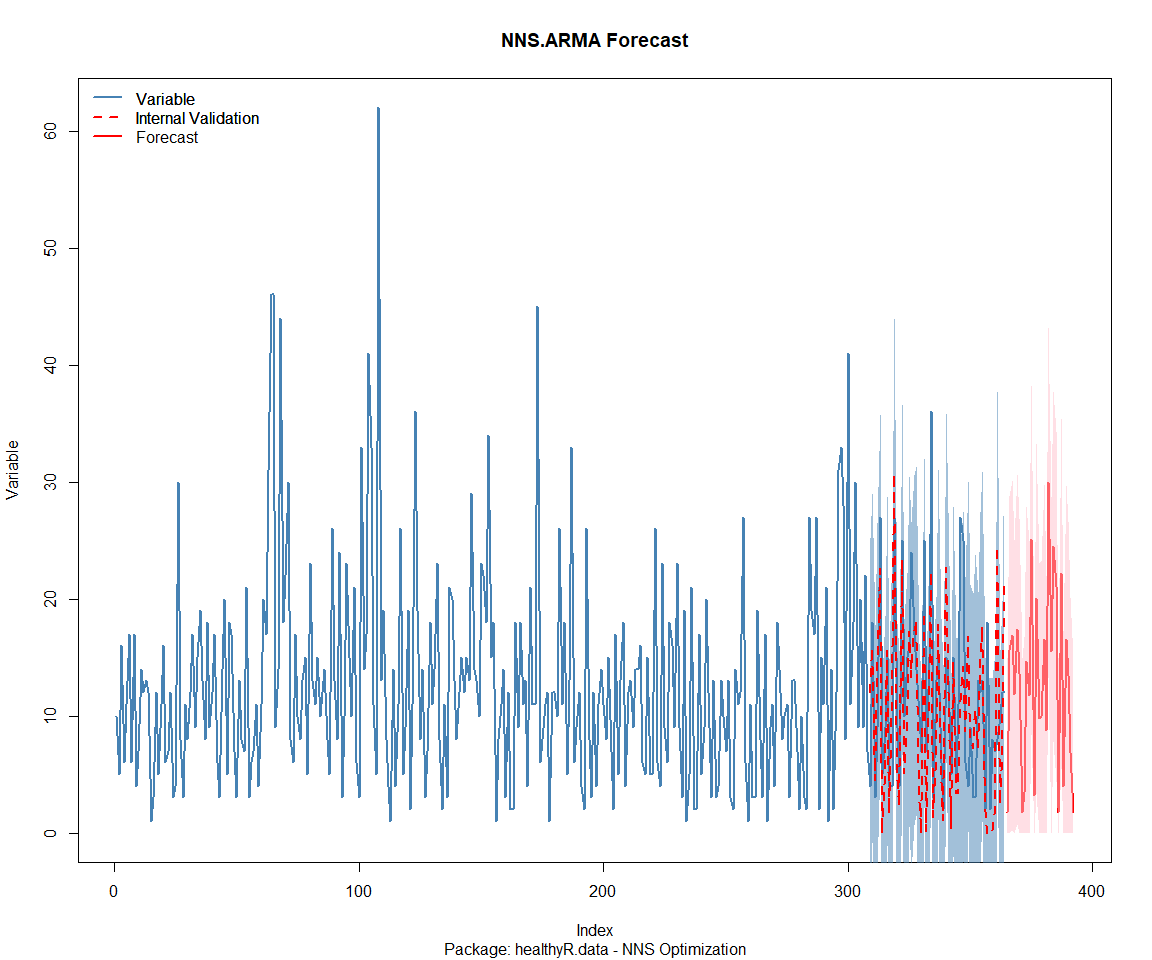 NNS.ARMA Forecast
Variable
Internal Validation
Forecast
Variable
60
50
40
30
20
10
0
0
100
200
300
400
Index
Package: healthyR.data - NNS Optimization